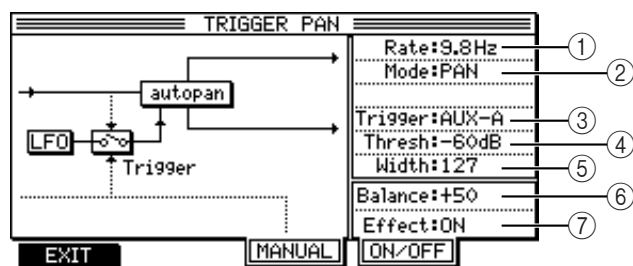 TRIGGER PAN
Rate:9.8Hz ①
Mode:PAN ②
autopan
Trigger:AUX-A ③
LFO
Thresh:-60dB ④
Trigger
Width:127 ⑤
Balance:+50 ⑥
Effect:ON ⑦
EXIT MANUAL ON/OFF